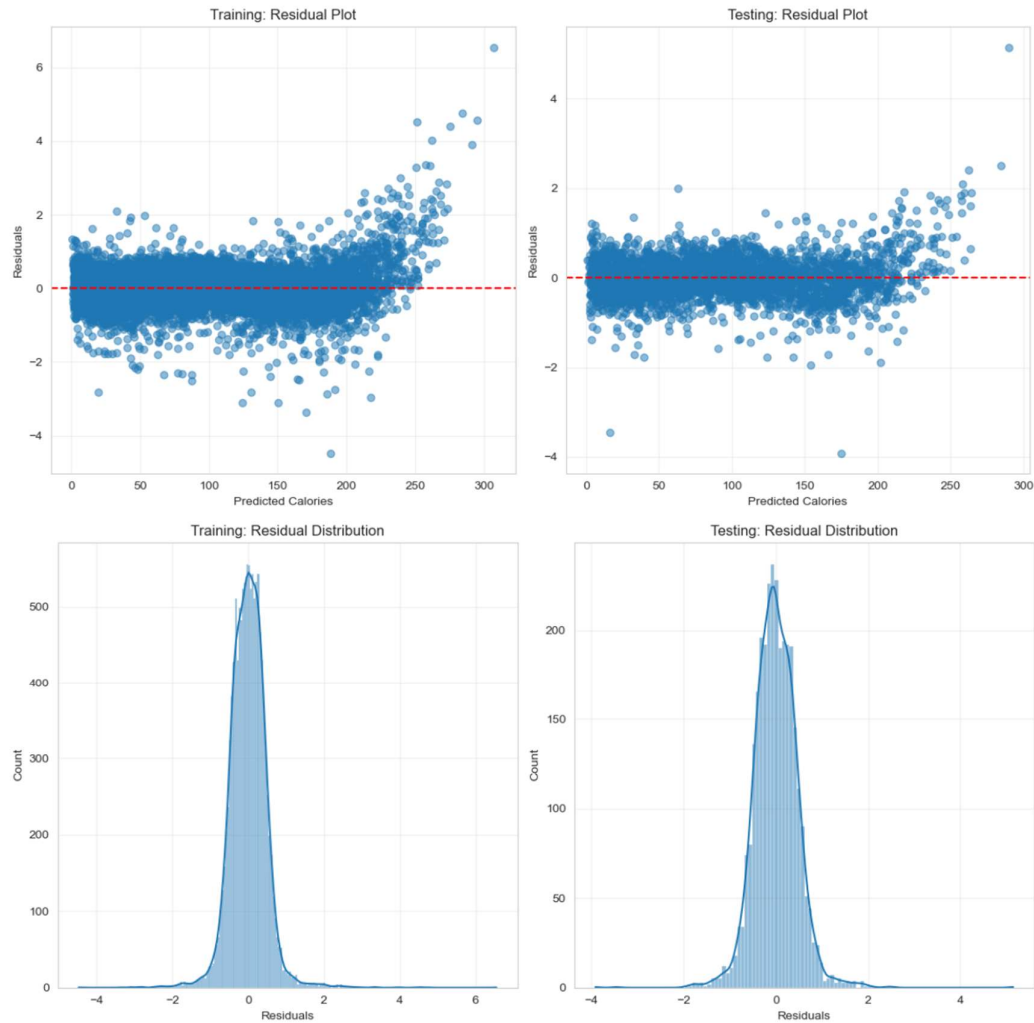 Training: Residual Plot
Residuals
6
4
2
0
−2
−4
0 50 100 150 200 250 300
Predicted Calories
Testing: Residual Plot
Residuals
4
2
0
−2
−4
0 50 100 150 200 250 300
Predicted Calories
Training: Residual Distribution
Count
500
400
300
200
100
0
−4 −2 0 2 4 6
Residuals
Testing: Residual Distribution
Count
200
150
100
50
0
−4 −2 0 2 4
Residuals